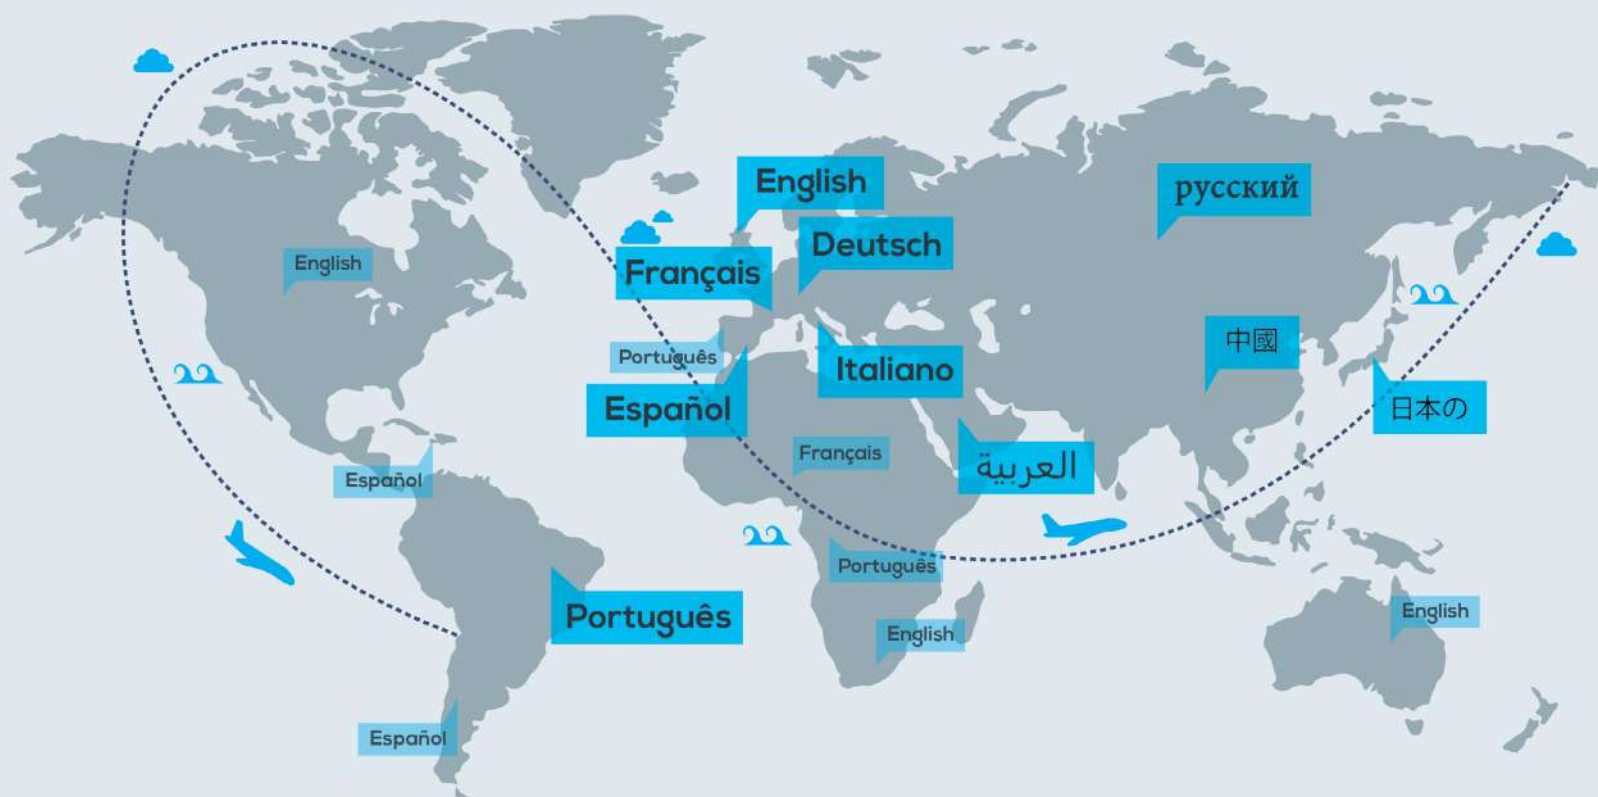 English
русский
Deutsch
English
Français
中國
Português
Italiano
Español
日本の
Français
العربية
Español
Português
English
Português
English
Español